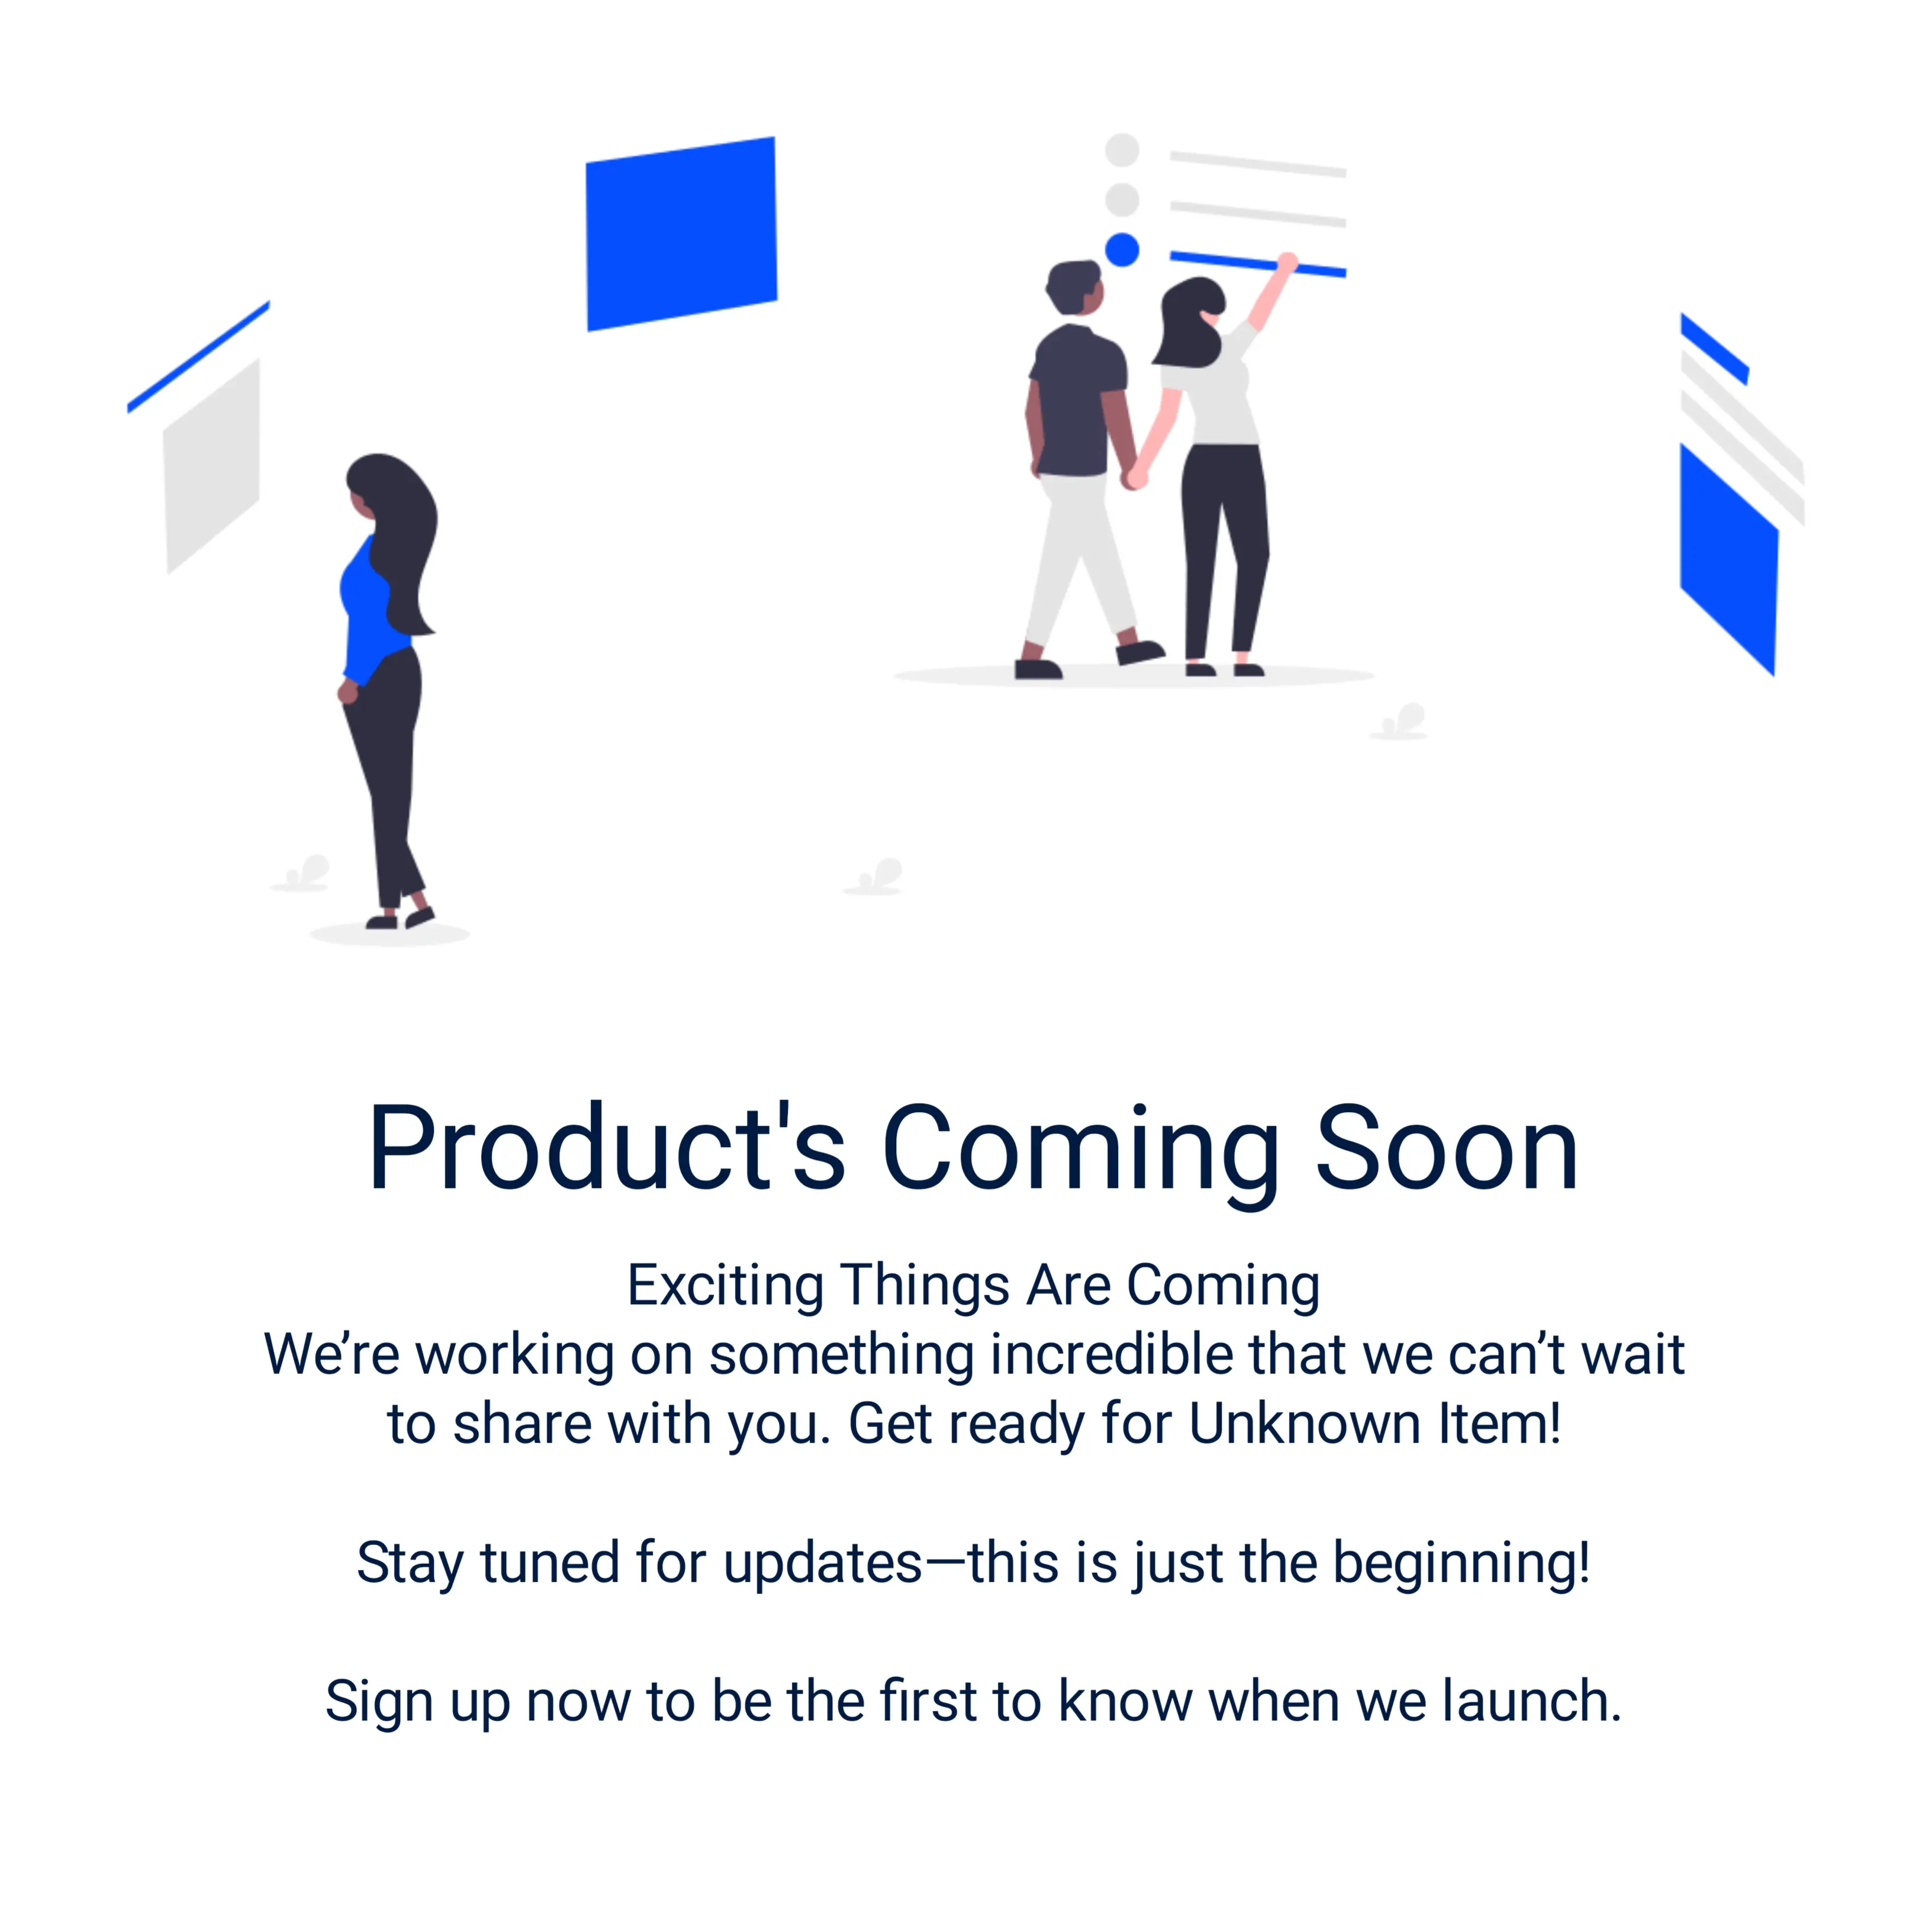 Product's Coming Soon
Exciting Things Are Coming
We’re working on something incredible that we can’t wait
to share with you. Get ready for Unknown Item!
Stay tuned for updates—this is just the beginning!
Sign up now to be the first to know when we launch.